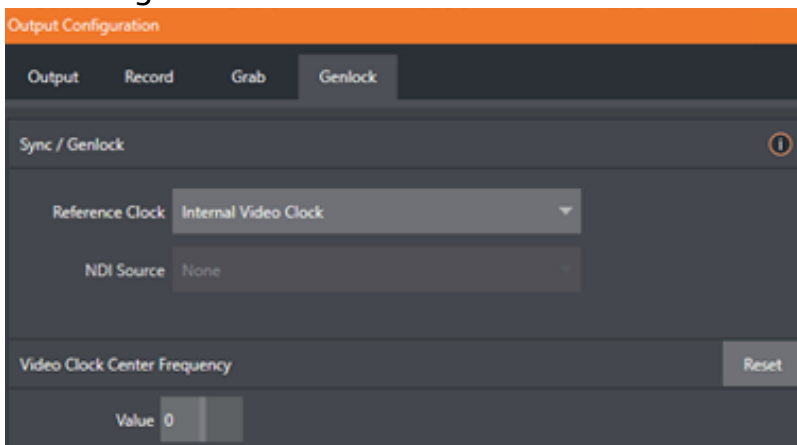 Output Configuration
Output Record Grab Genlock
Sync / Genlock
Reference Clock Internal Video Clock
NDI Source None
Video Clock Center Frequency Reset
Value 0